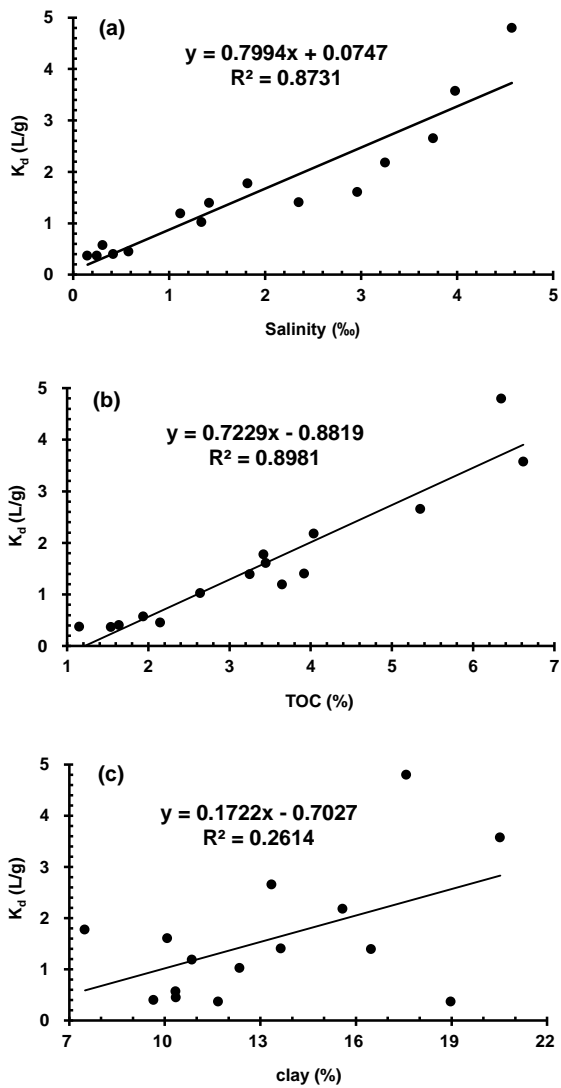 (a)
y = 0.7994x + 0.0747
R² = 0.8731
5
4
3
2
1
0
K_d (L/g)
0 1 2 3 4 5
Salinity (‰)
(b)
y = 0.7229x - 0.8819
R² = 0.8981
5
4
3
2
1
0
K_d (L/g)
1 2 3 4 5 6 7
TOC (%)
(c)
y = 0.1722x - 0.7027
R² = 0.2614
5
4
3
2
1
0
K_d (L/g)
7 10 13 16 19 22
clay (%)